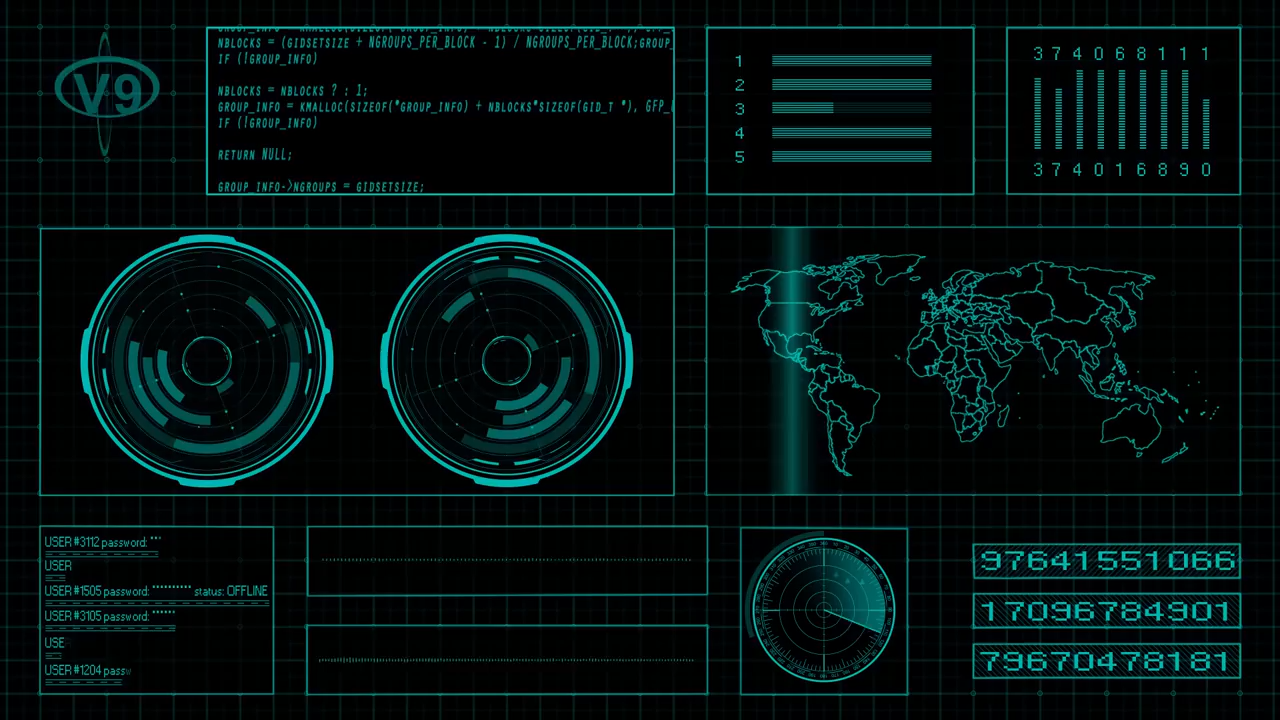 V9
NBLOCKS = (GIDSETSIZE + NGROUPS_PER_BLOCK - 1) / NGROUPS_PER_BLOCK;GROUP_
IF (!GROUP_INFO)
NBLOCKS = NBLOCKS ? : 1;
GROUP_INFO = KMALLOC(SIZEOF(*GROUP_INFO) + NBLOCKS*SIZEOF(GID_T *), GFP_
IF (!GROUP_INFO)
RETURN NULL;
GROUP_INFO->NGROUPS = GIDSETSIZE;
1
2
3
4
5
3 7 4 0 6 8 1 1 1
3 7 4 0 1 6 8 9 0
USER #3112 password: ***
USER
USER #1505 password: ********** status: OFFLINE
USER #3105 password: ******
USE
USER #1204 passw
97641551066
17096784901
79670478181